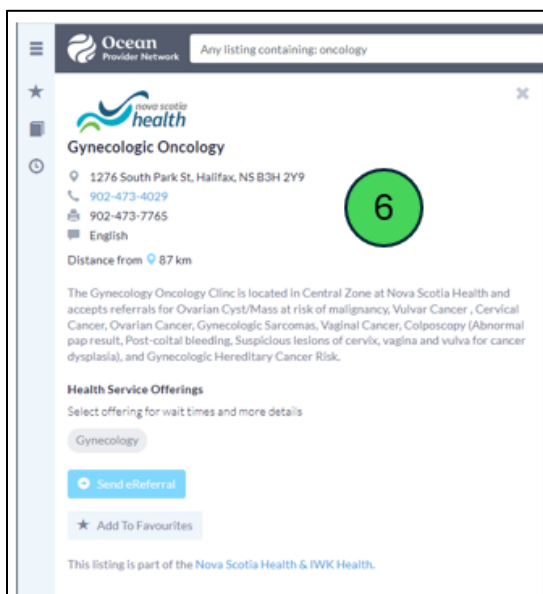 Ocean
Provider Network
Any listing containing: oncology
nova scotia
health
Gynecologic Oncology
1276 South Park St, Halifax, NS B3H 2Y9
902-473-4029
902-473-7765
English
Distance from 87 km
6
The Gynecology Oncology Clinc is located in Central Zone at Nova Scotia Health and
accepts referrals for Ovarian Cyst/Mass at risk of malignancy, Vulvar Cancer , Cervical
Cancer, Ovarian Cancer, Gynecologic Sarcomas, Vaginal Cancer, Colposcopy (Abnormal
pap result, Post-coital bleeding, Suspicious lesions of cervix, vagina and vulva for cancer
dysplasia), and Gynecologic Hereditary Cancer Risk.
Health Service Offerings
Select offering for wait times and more details
Gynecology
Send eReferral
Add To Favourites
This listing is part of the Nova Scotia Health & IWK Health.